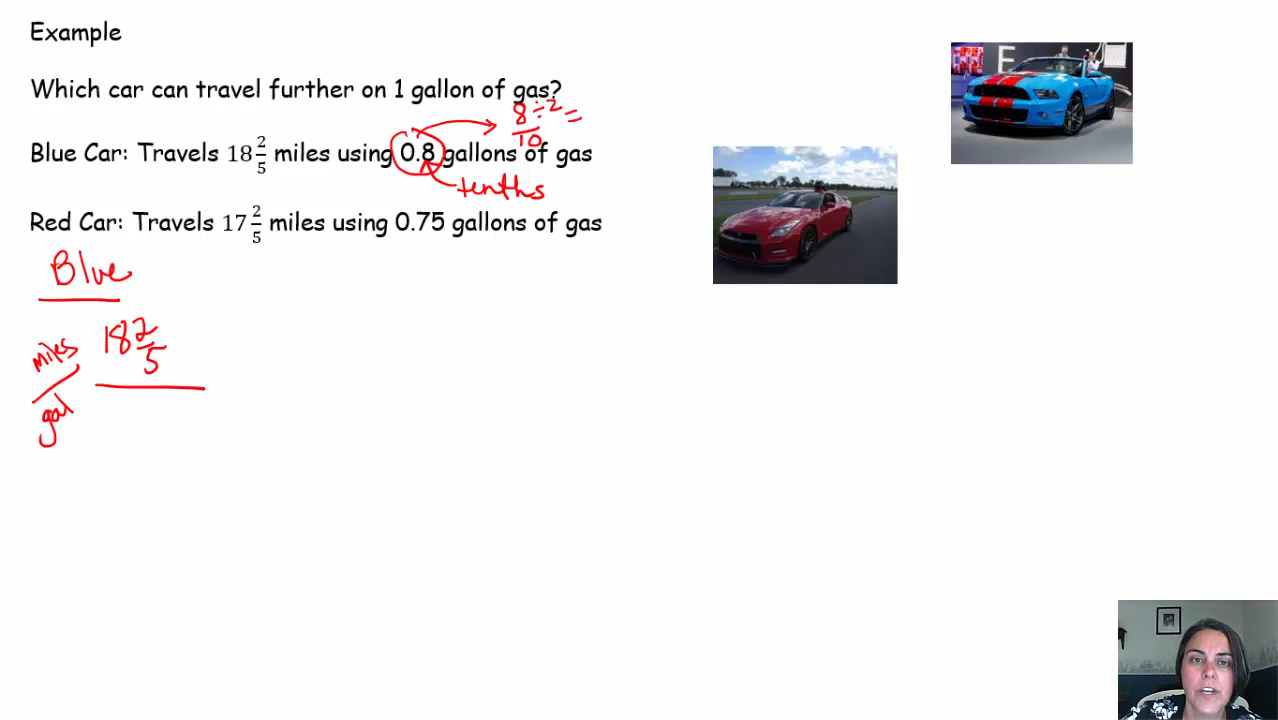 Example
Which car can travel further on 1 gallon of gas?
8/10 ÷ 2 =
Blue Car: Travels 18 2/5 miles using 0.8 gallons of gas
tenths
Red Car: Travels 17 2/5 miles using 0.75 gallons of gas
Blue
miles/gal 18 2/5
E